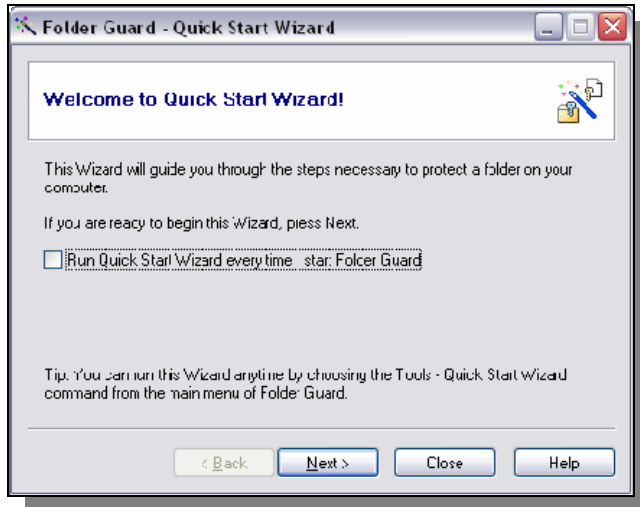 Folder Guard - Quick Start Wizard
Welcome to Quick Start Wizard!
This Wizard will guide you through the steps necessary to protect a folder on your
computer.
If you are ready to begin this Wizard, press Next.
Run Quick Start Wizard every time I start Folder Guard
Tip: You can run this Wizard anytime by choosing the Tools - Quick Start Wizard
command from the main menu of Folder Guard.
< Back
Next >
Close
Help